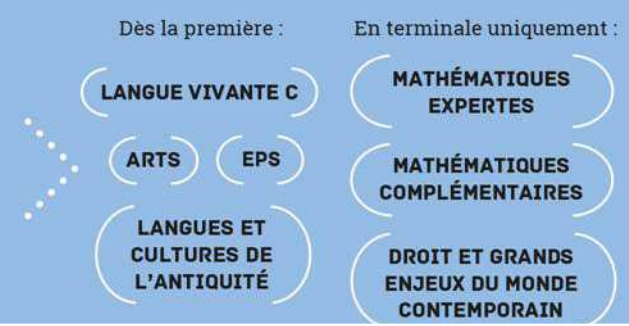 Dès la première :
LANGUE VIVANTE C
ARTS
EPS
LANGUES ET
CULTURES DE
L'ANTIQUITÉ
En terminale uniquement :
MATHÉMATIQUES
EXPERTES
MATHÉMATIQUES
COMPLÉMENTAIRES
DROIT ET GRANDS
ENJEUX DU MONDE
CONTEMPORAIN